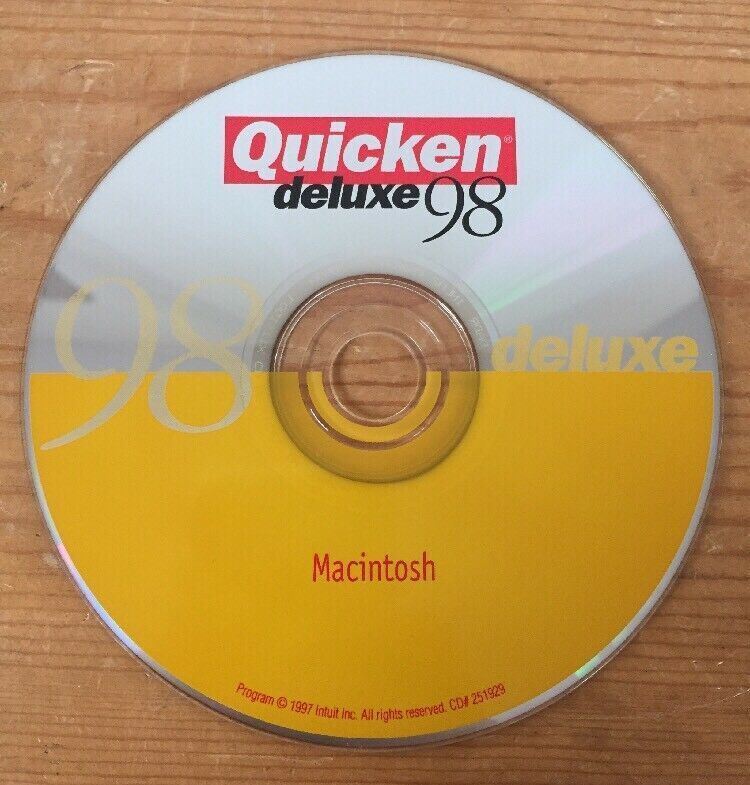 Quicken®
deluxe 98
98 deluxe
Macintosh
Program © 1997 Intuit Inc. All rights reserved. CD# 251929